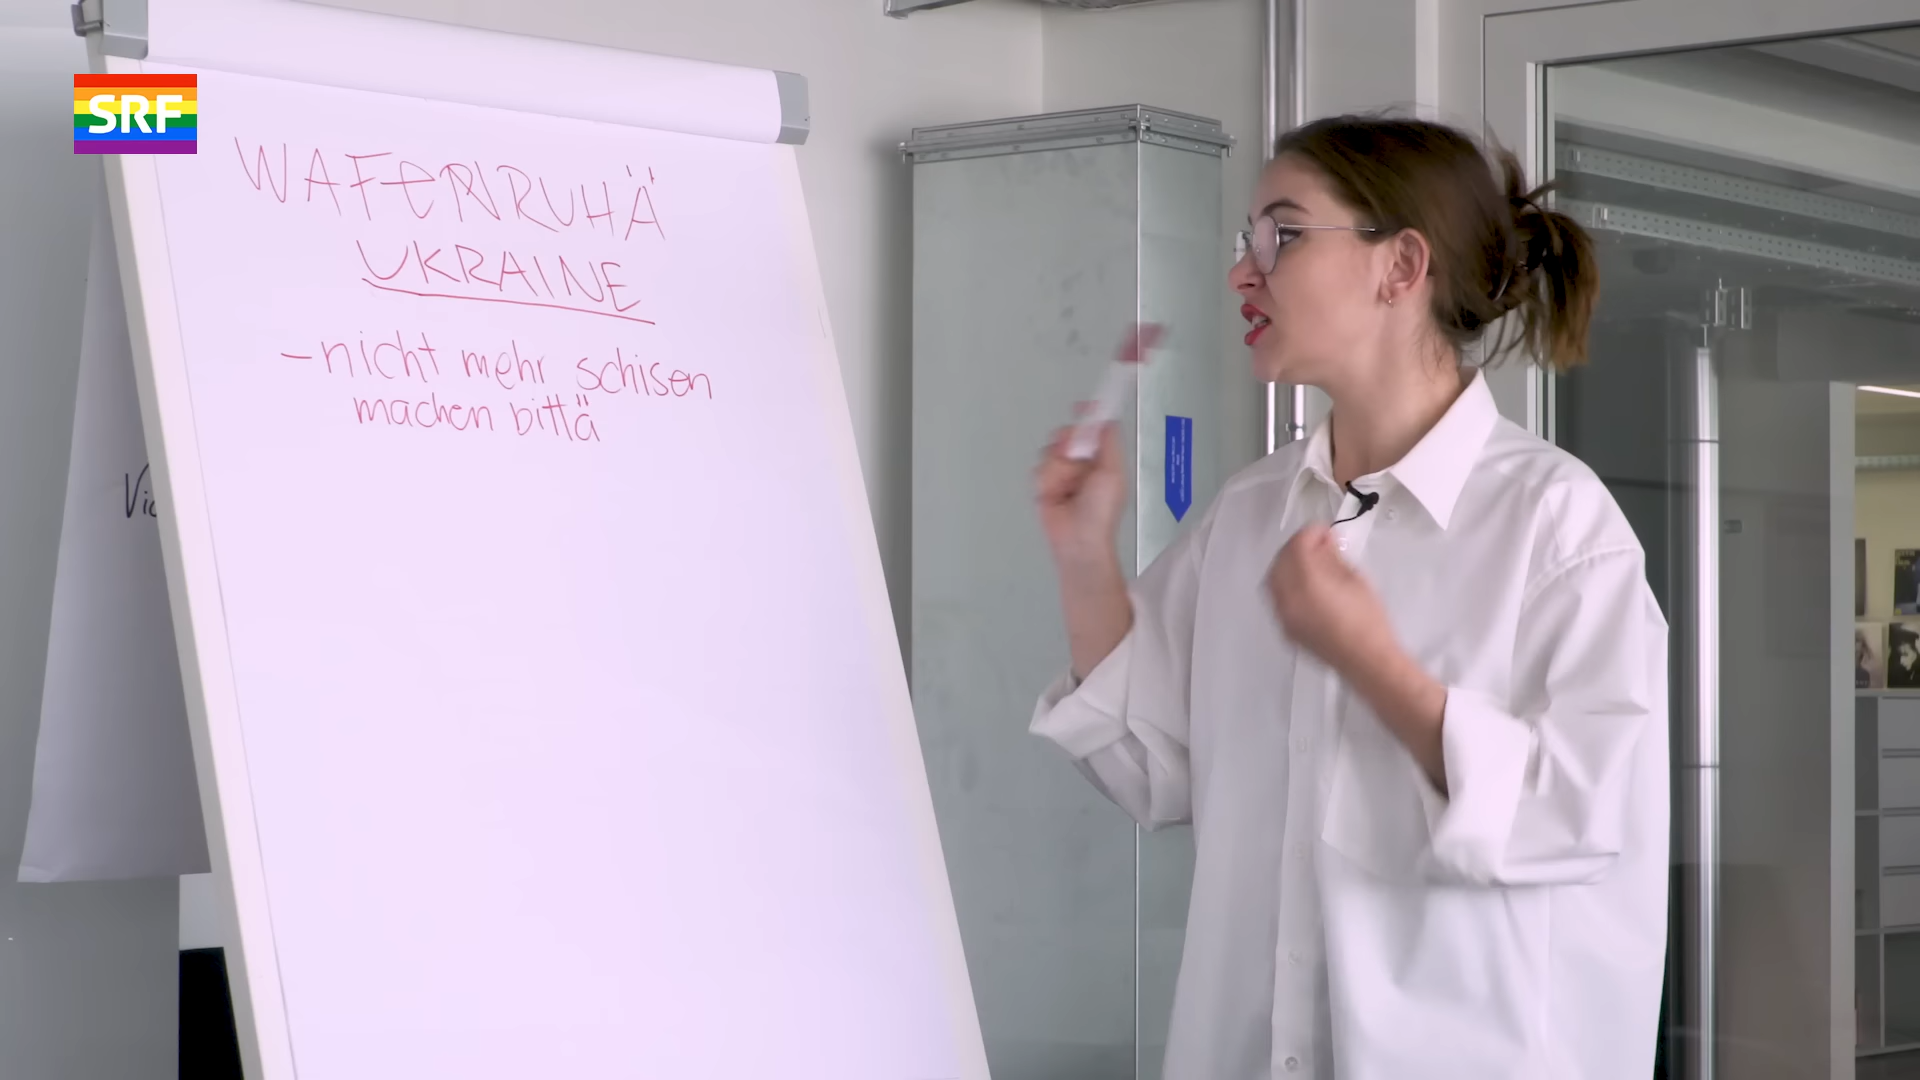 SRF
WAFENRUHÄ
UKRAINE
- nicht mehr schisen
machen bittä